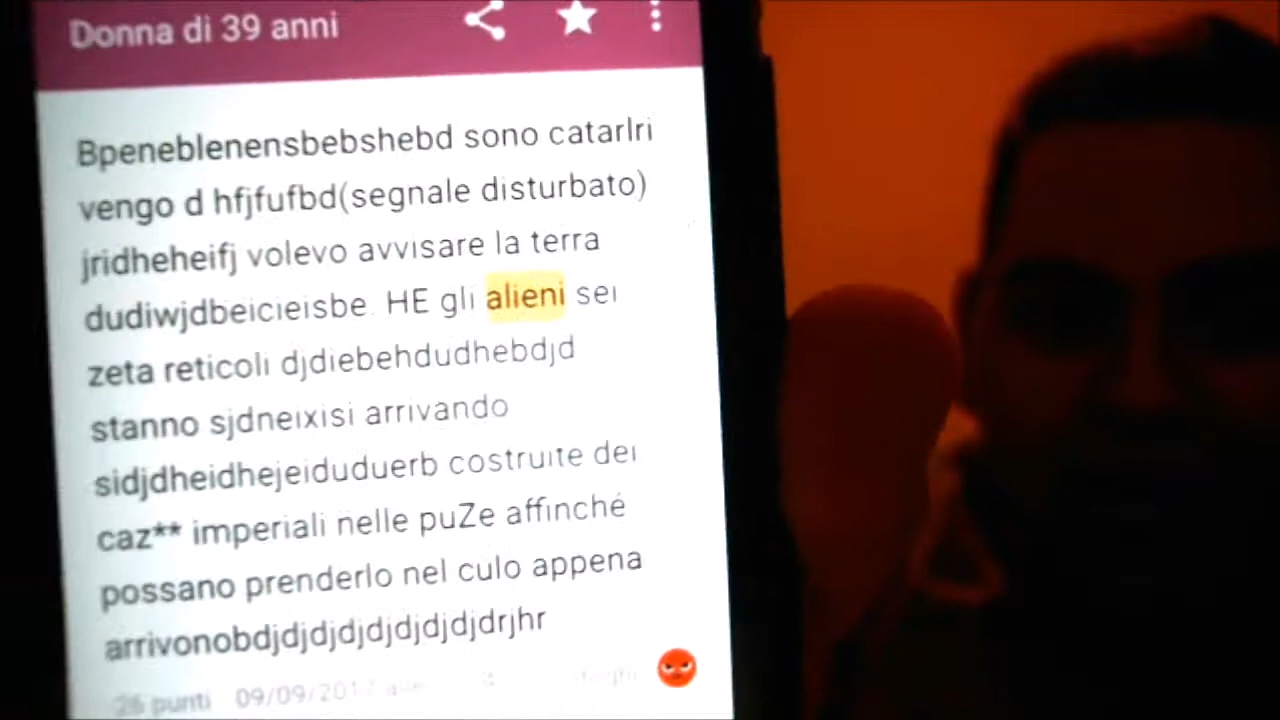 Donna di 39 anni
Bpeneblenensbebshebd sono catarlri
vengo d hfjfufbd(segnale disturbato)
jridheheifj volevo avvisare la terra
dudiwjdbeicieisbe. HE gli alieni sei
zeta reticoli djdiebehdudhebdjd
stanno sjdneixisi arrivando
sidjdheidhejeiduduerb costruite dei
caz** imperiali nelle puZe affinché
possano prenderlo nel culo appena
arrivonobdjdjdjdjdjdjdjdjdrjhr
26 punti 09/09/2017